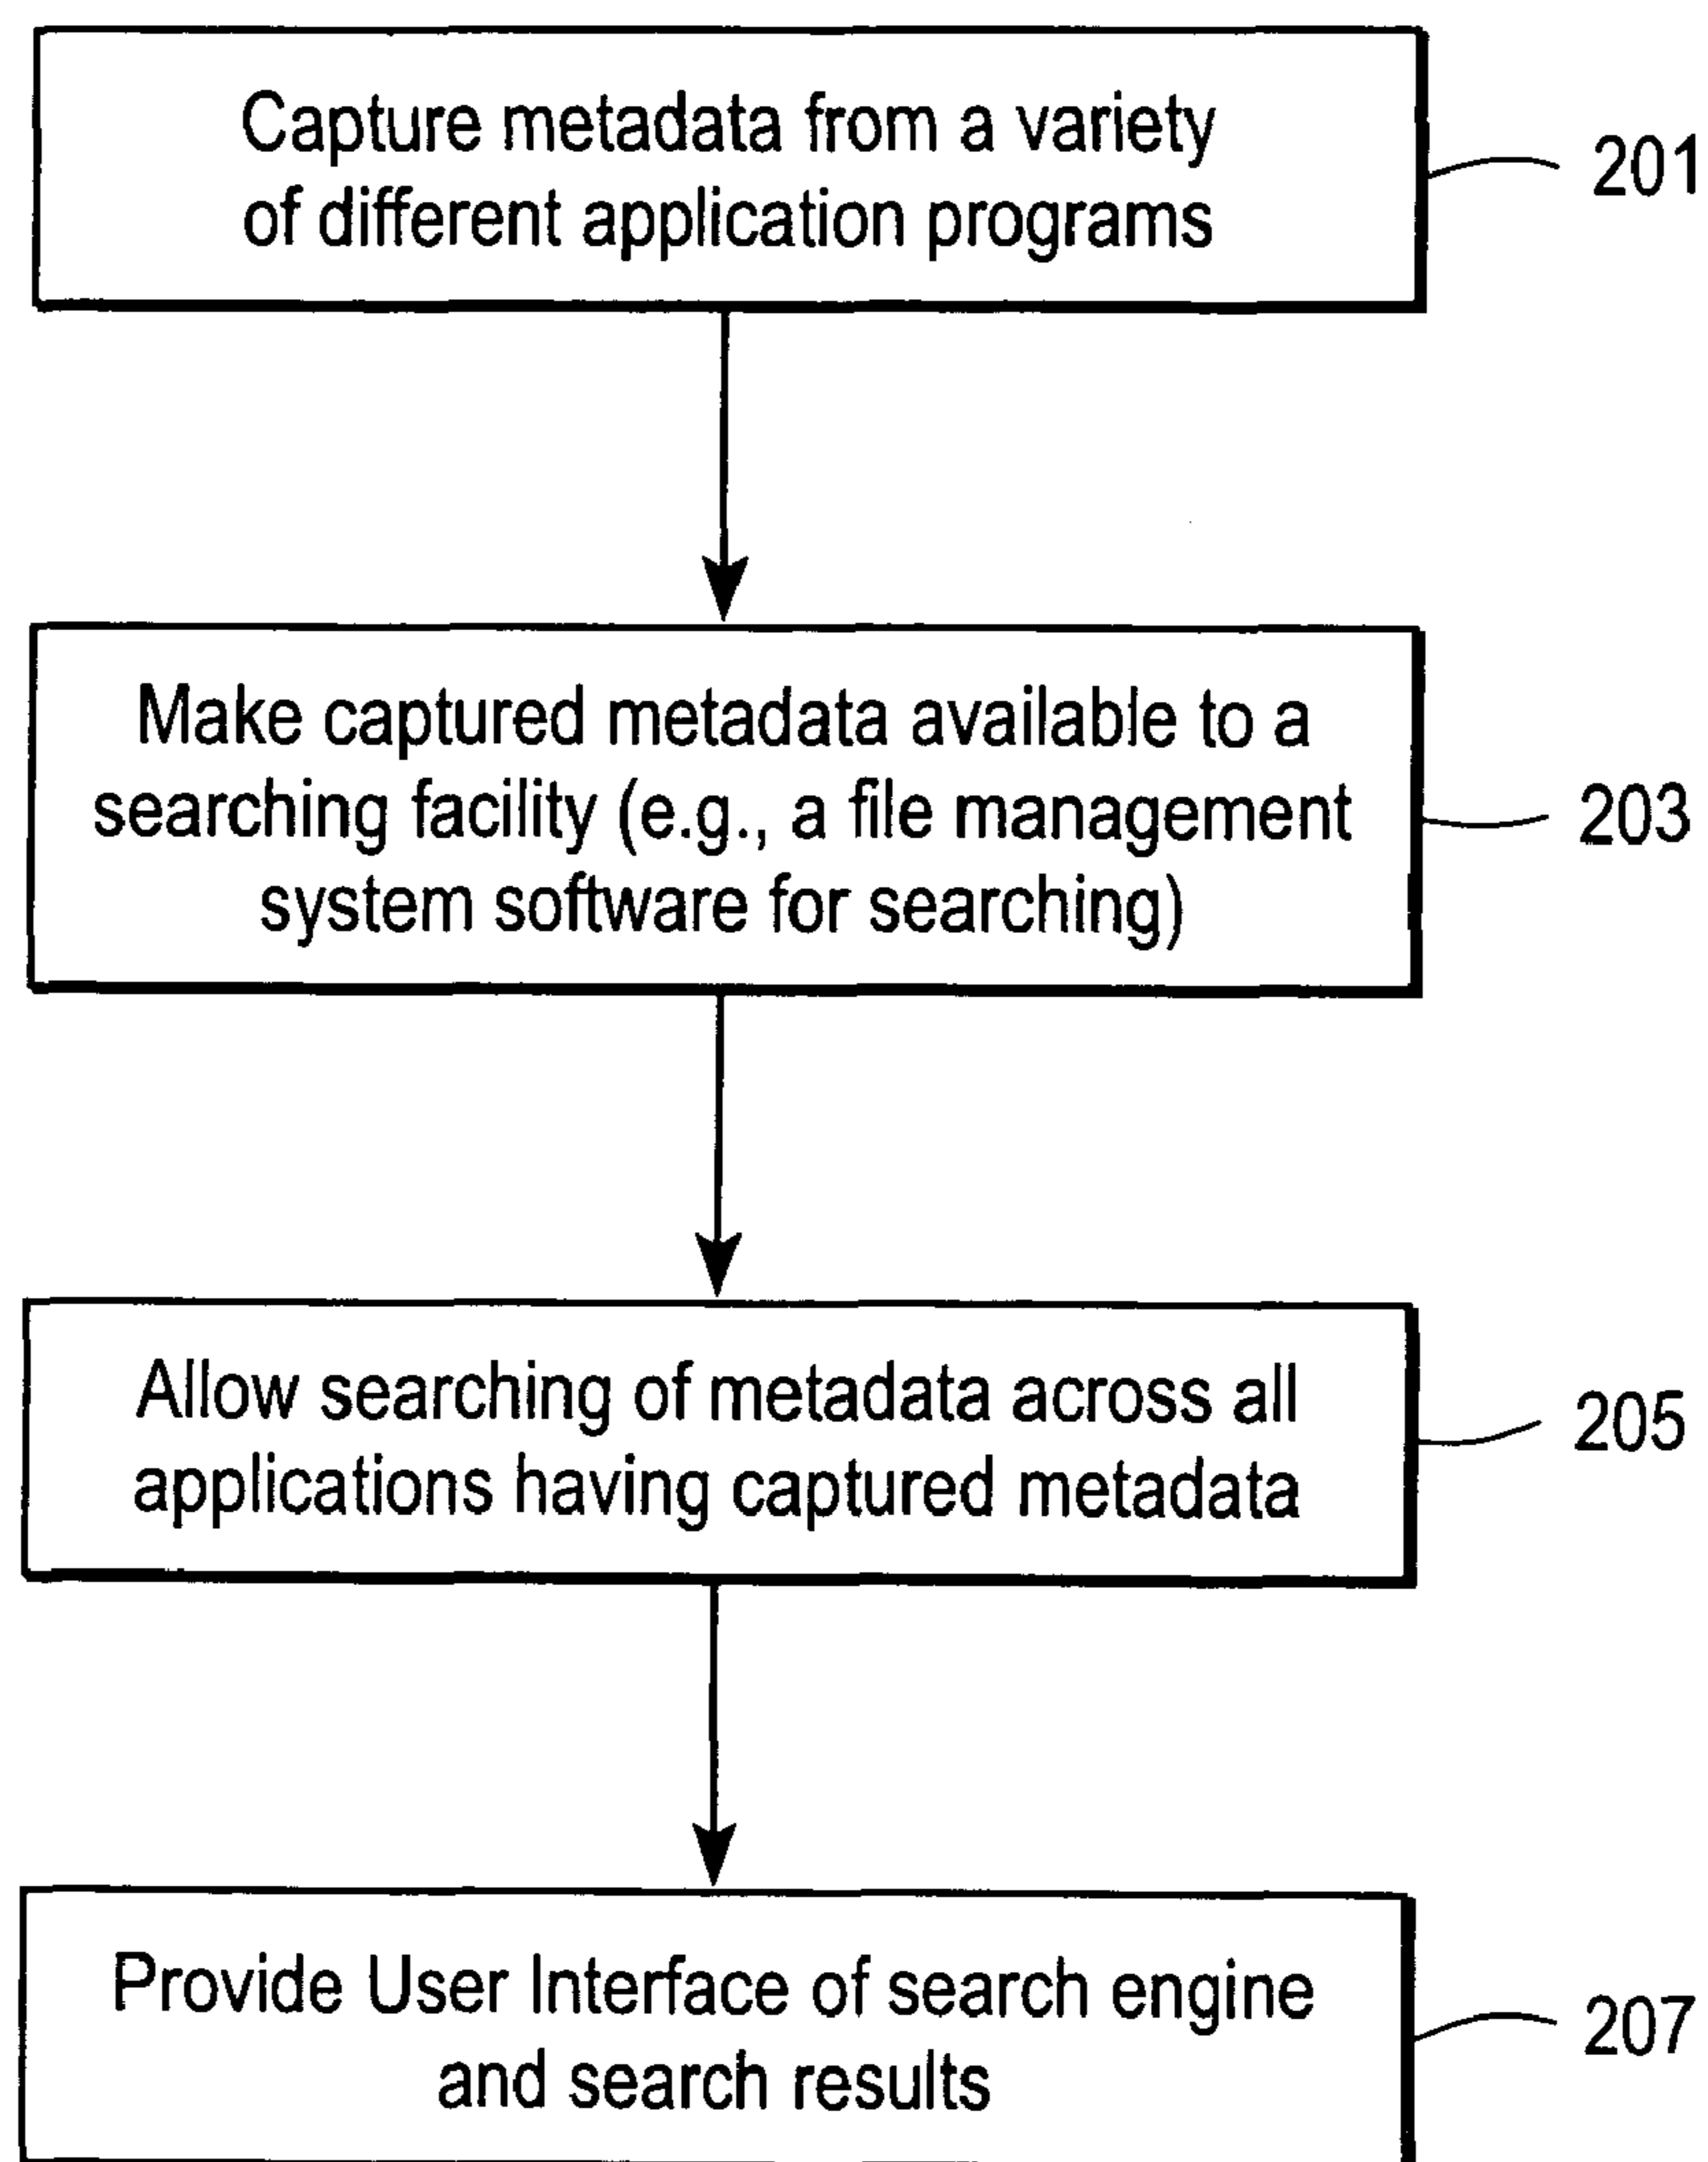 Capture metadata from a variety
of different application programs
201
Make captured metadata available to a
searching facility (e.g., a file management
system software for searching)
203
Allow searching of metadata across all
applications having captured metadata
205
Provide User Interface of search engine
and search results
207